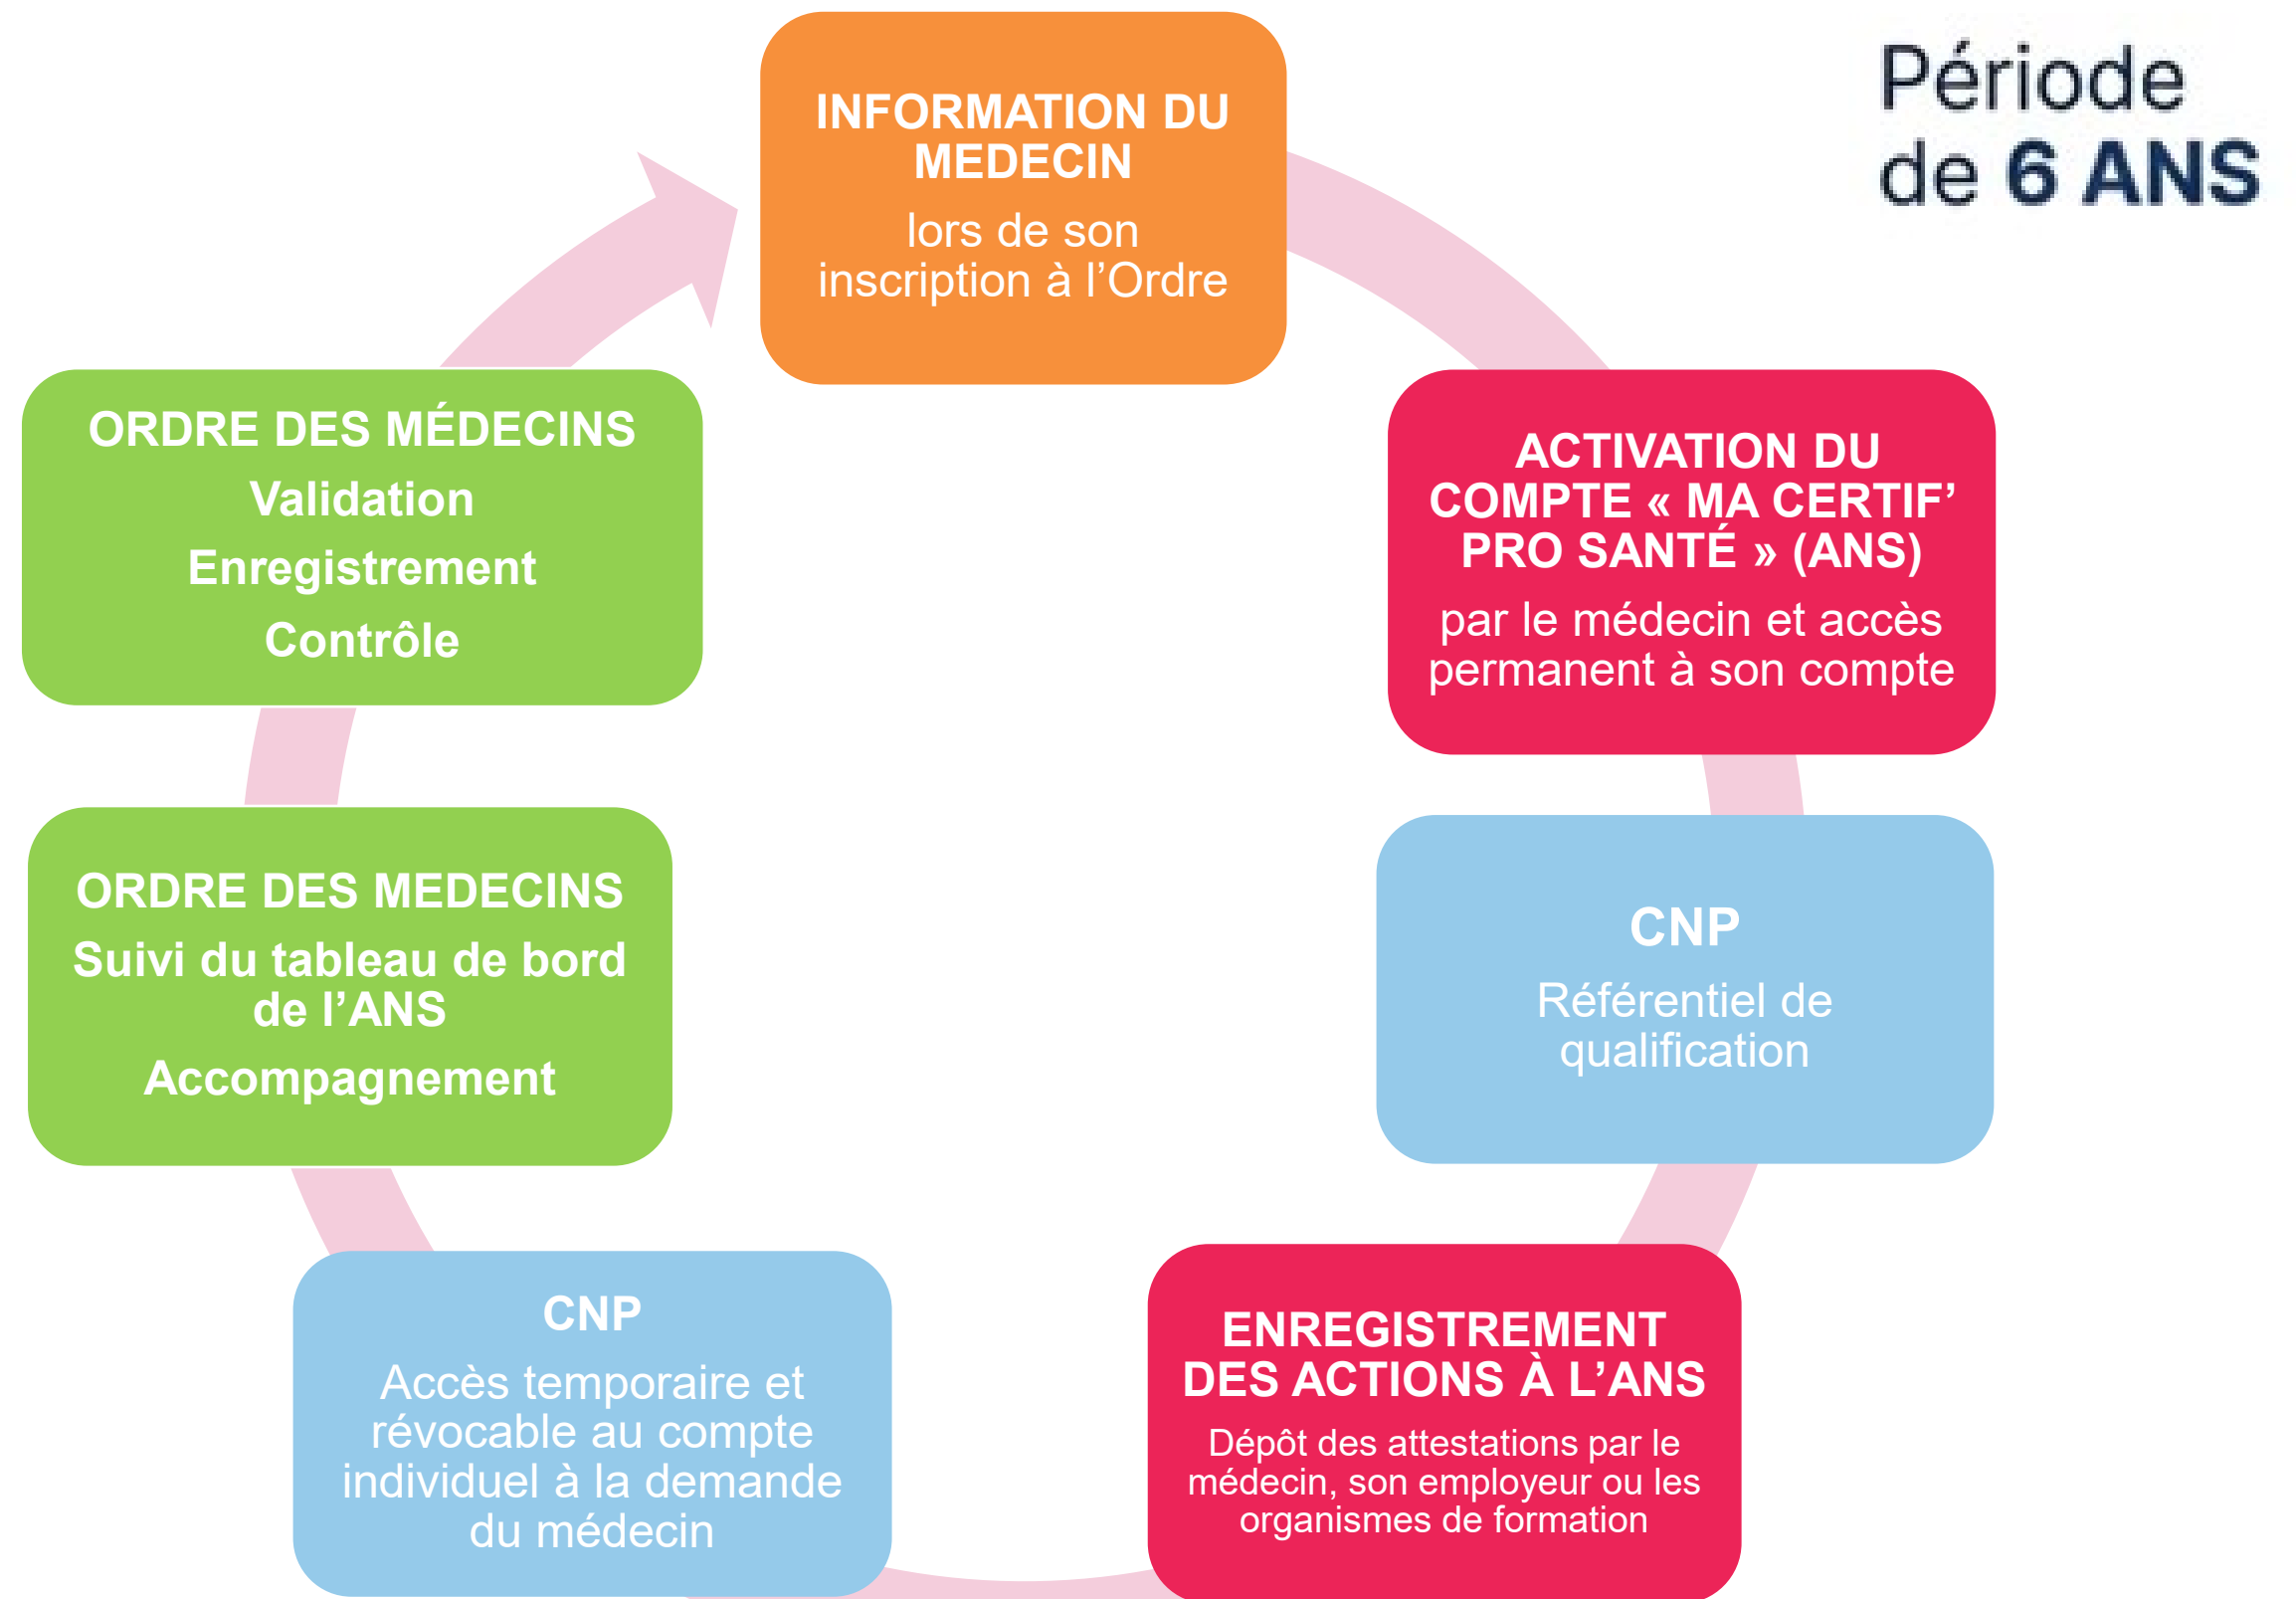 Période
de 6 ANS
INFORMATION DU
MEDECIN
lors de son
inscription à l’Ordre
ACTIVATION DU
COMPTE « MA CERTIF’
PRO SANTÉ » (ANS)
par le médecin et accès
permanent à son compte
CNP
Référentiel de
qualification
ENREGISTREMENT
DES ACTIONS À L’ANS
Dépôt des attestations par le
médecin, son employeur ou les
organismes de formation
CNP
Accès temporaire et
révocable au compte
individuel à la demande
du médecin
ORDRE DES MEDECINS
Suivi du tableau de bord
de l’ANS
Accompagnement
ORDRE DES MÉDECINS
Validation
Enregistrement
Contrôle